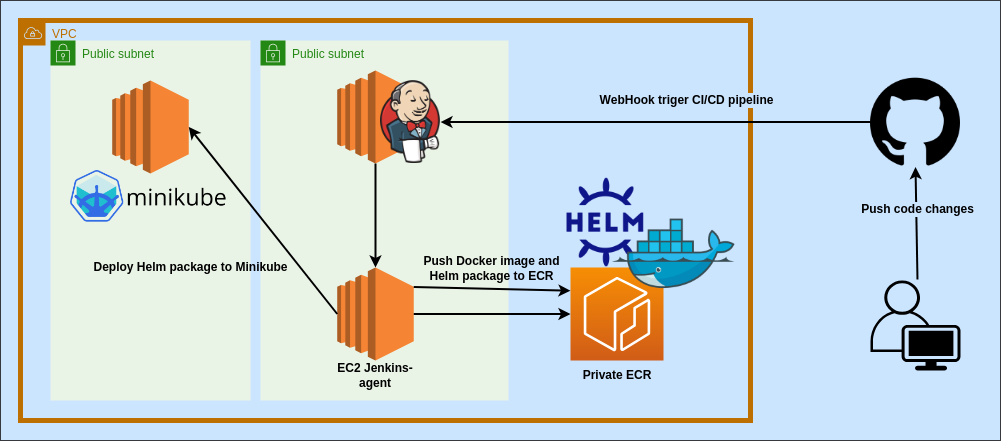 VPC
Public subnet
Public subnet
WebHook triger CI/CD pipeline
minikube
HELM
Push code changes
Deploy Helm package to Minikube
Push Docker image and
Helm package to ECR
EC2 Jenkins-
agent
Private ECR